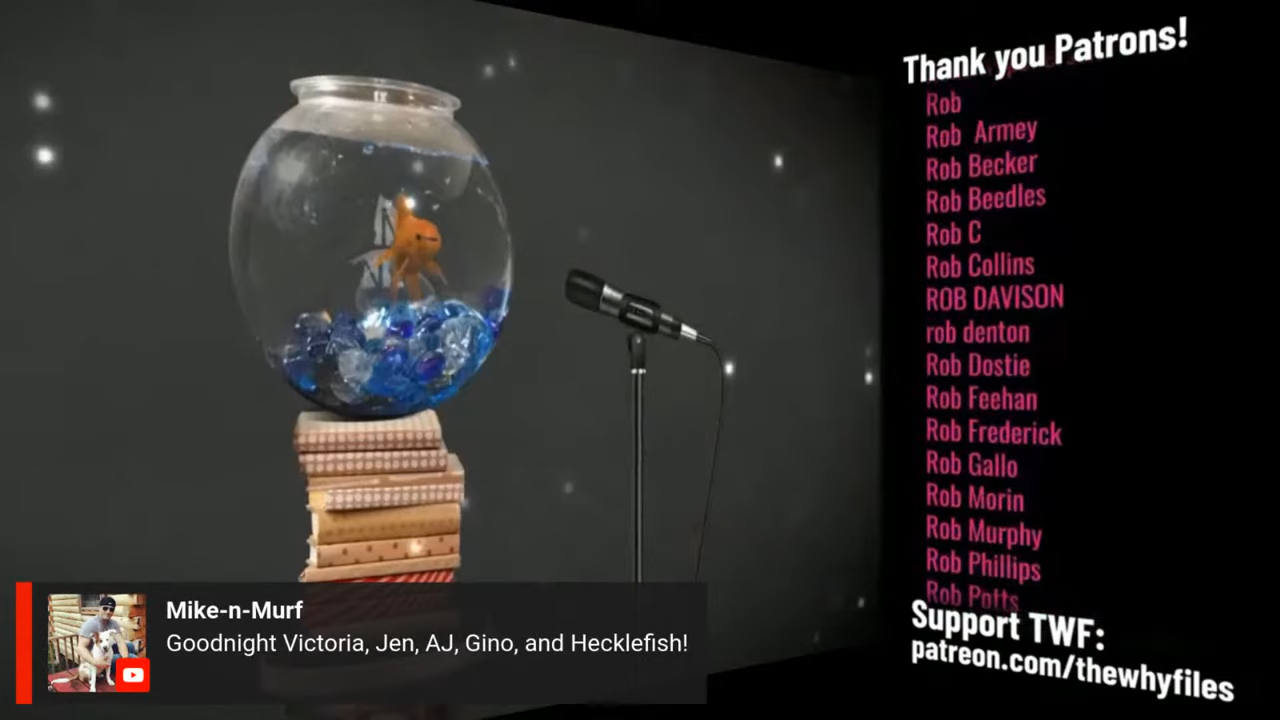 Thank you Patrons!
Rob
Rob Armey
Rob Becker
Rob Beedles
Rob C
Rob Collins
ROB DAVISON
rob denton
Rob Dostie
Rob Feehan
Rob Frederick
Rob Gallo
Rob Morin
Rob Murphy
Rob Phillips
Rob Potts
Support TWF:
patreon.com/thewhyfiles
Mike-n-Murf
Goodnight Victoria, Jen, AJ, Gino, and Hecklefish!